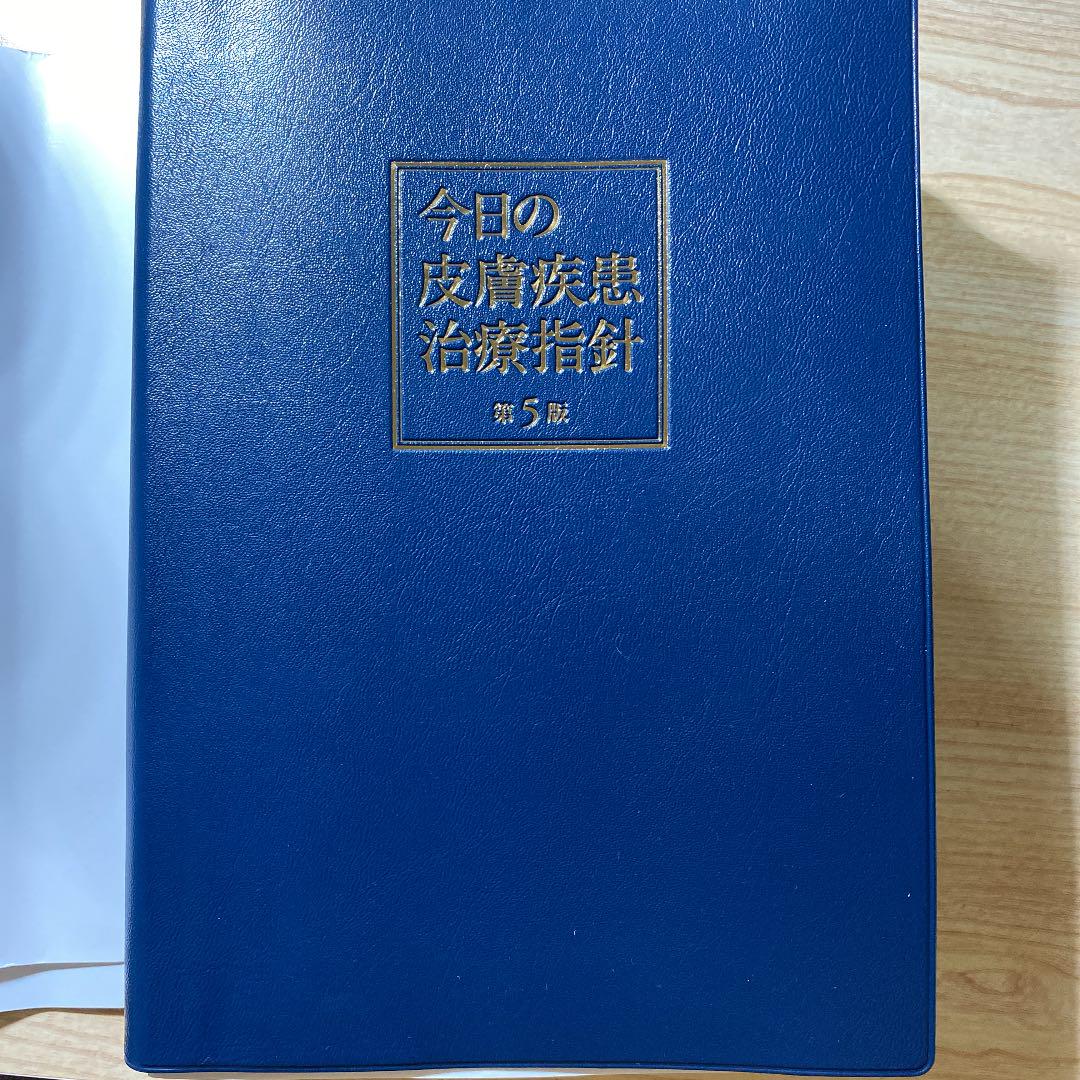 今日の
皮膚疾患
治療指針
第5版